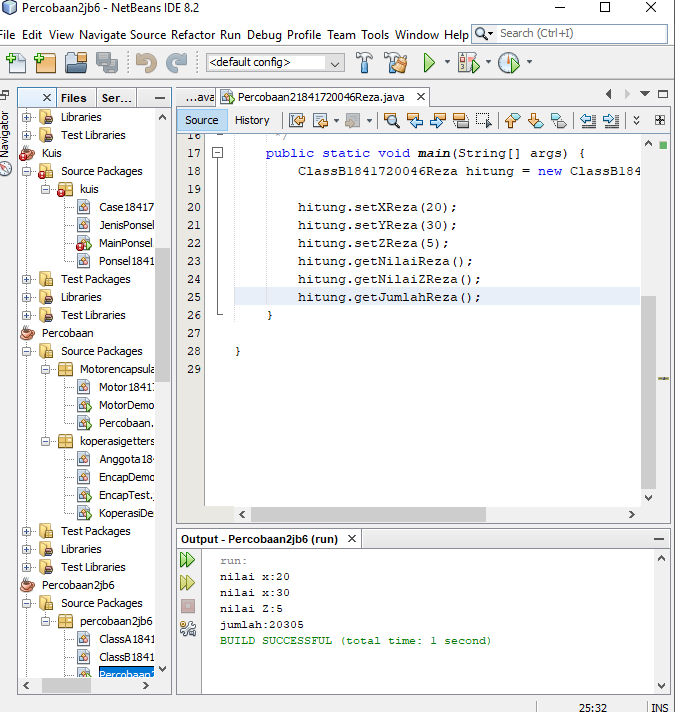 Percobaan2jb6 - NetBeans IDE 8.2
File Edit View Navigate Source Refactor Run Debug Profile Team Tools Window Help
Search (Ctrl+I)
<default config>
Files
Ser...
...ava
Percobaan21841720046Reza.java
Navigator
Libraries
Test Libraries
Kuis
Source Packages
kuis
Case18417
JenisPonsel
MainPonsel
Ponsel1841
Test Packages
Libraries
Test Libraries
Percobaan
Source Packages
Motorencapsula
Motor1841
MotorDemo
Percobaan.
koperasigetters
Anggota184
EncapDemo
EncapTest.j
KoperasiDe
Test Packages
Libraries
Test Libraries
Percobaan2jb6
Source Packages
percobaan2jb6
ClassA1841
ClassB1841
Percobaan2
Source
History
16 */
17 public static void main(String[] args) {
18 ClassB1841720046Reza hitung = new ClassB184
19
20 hitung.setXReza(20);
21 hitung.setYReza(30);
22 hitung.setZReza(5);
23 hitung.getNilaiReza();
24 hitung.getNilaiZReza();
25 hitung.getJumlahReza();
26 }
27
28 }
29
Output - Percobaan2jb6 (run)
run:
nilai x:20
nilai x:30
nilai Z:5
jumlah:20305
BUILD SUCCESSFUL (total time: 1 second)
25:32
INS